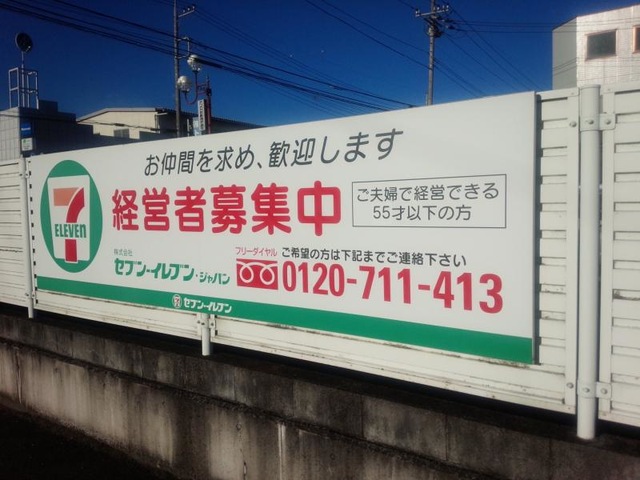 お仲間を求め、歓迎します
7
ELEVEN
経営者募集中
ご夫婦で経営できる
55才以下の方
株式会社
セブン-イレブン・ジャパン
フリーダイヤル
ご希望の方は下記までご連絡下さい
0120-711-413
7 ELEVEN
セブン-イレブン